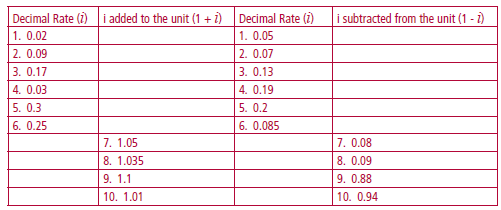 Decimal Rate (i) i added to the unit (1 + i) Decimal Rate (i) i subtracted from the unit (1 - i)
1. 0.02 1. 0.05
2. 0.09 2. 0.07
3. 0.17 3. 0.13
4. 0.03 4. 0.19
5. 0.3 5. 0.2
6. 0.25 6. 0.085
7. 1.05 7. 0.08
8. 1.035 8. 0.09
9. 1.1 9. 0.88
10. 1.01 10. 0.94